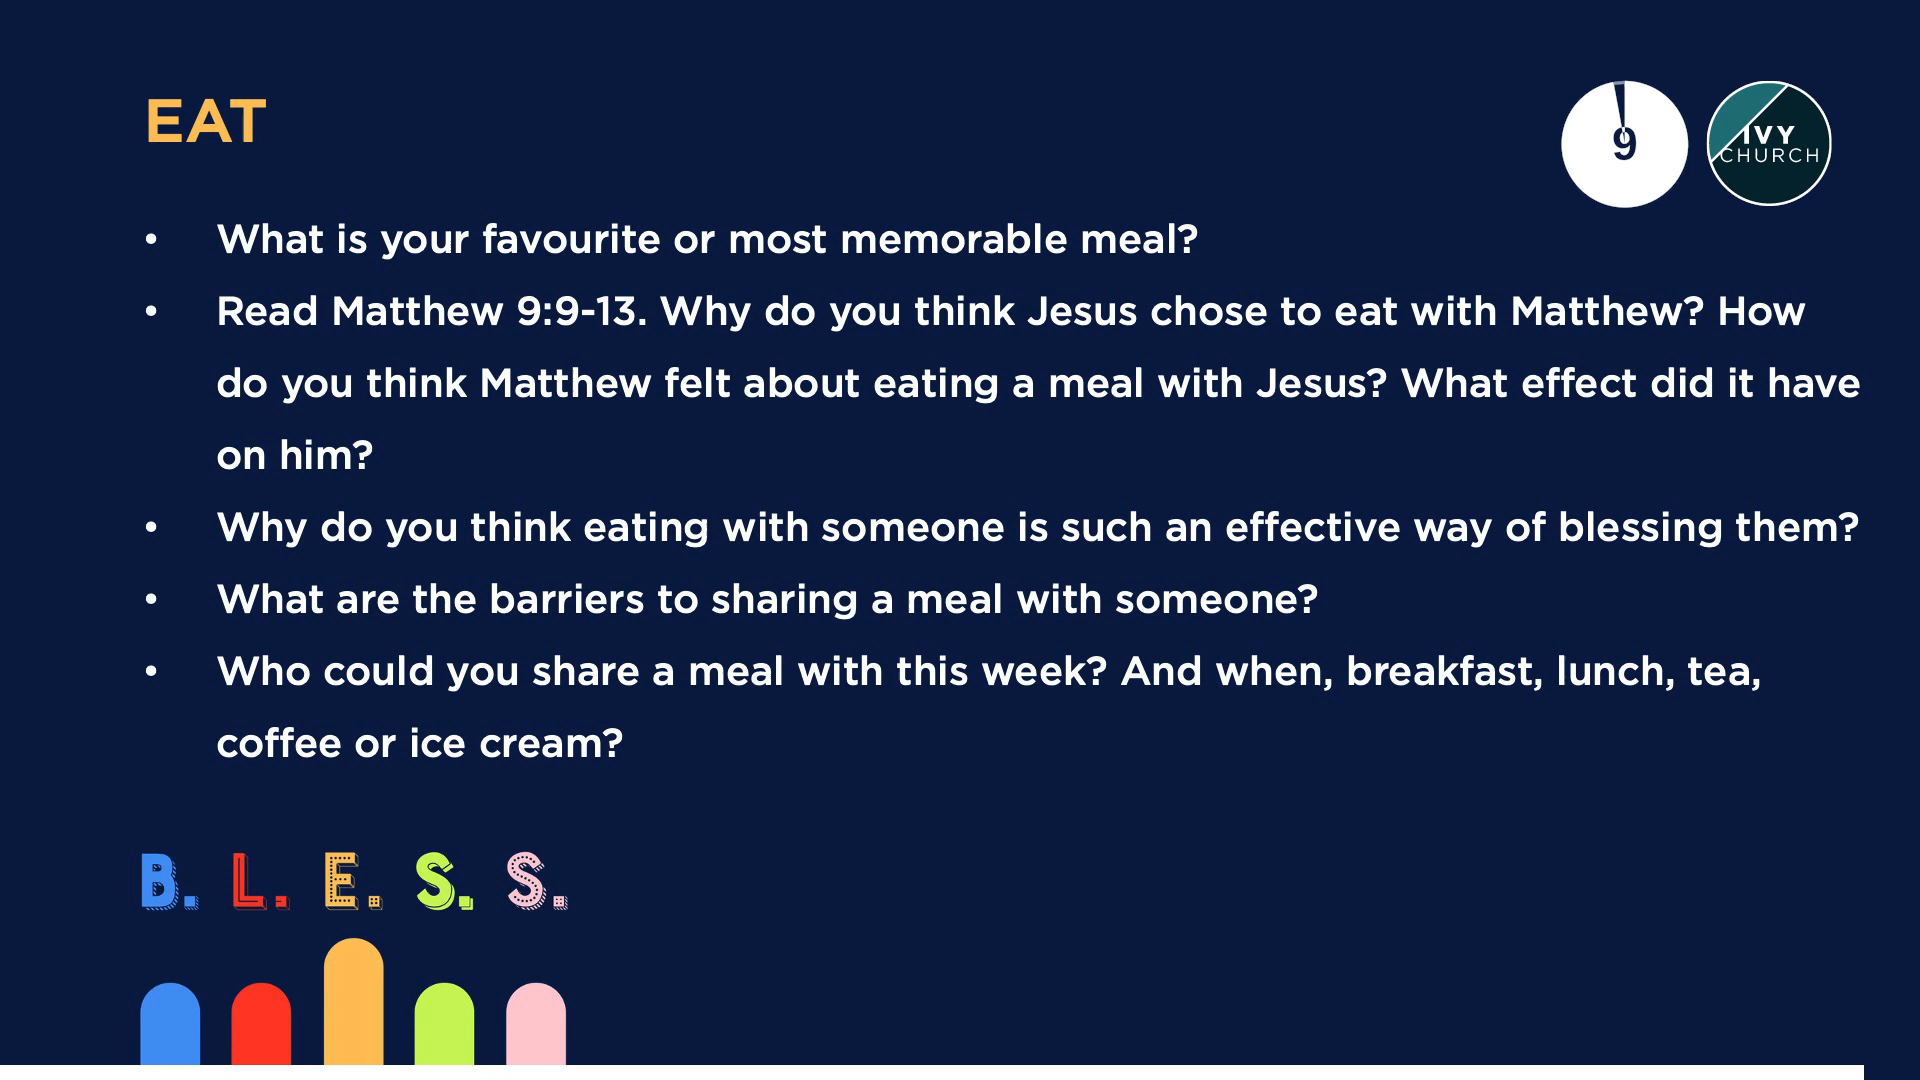 EAT
9
IVY
CHURCH
• What is your favourite or most memorable meal?
• Read Matthew 9:9-13. Why do you think Jesus chose to eat with Matthew? How
do you think Matthew felt about eating a meal with Jesus? What effect did it have
on him?
• Why do you think eating with someone is such an effective way of blessing them?
• What are the barriers to sharing a meal with someone?
• Who could you share a meal with this week? And when, breakfast, lunch, tea,
coffee or ice cream?
B. L. E. S. S.